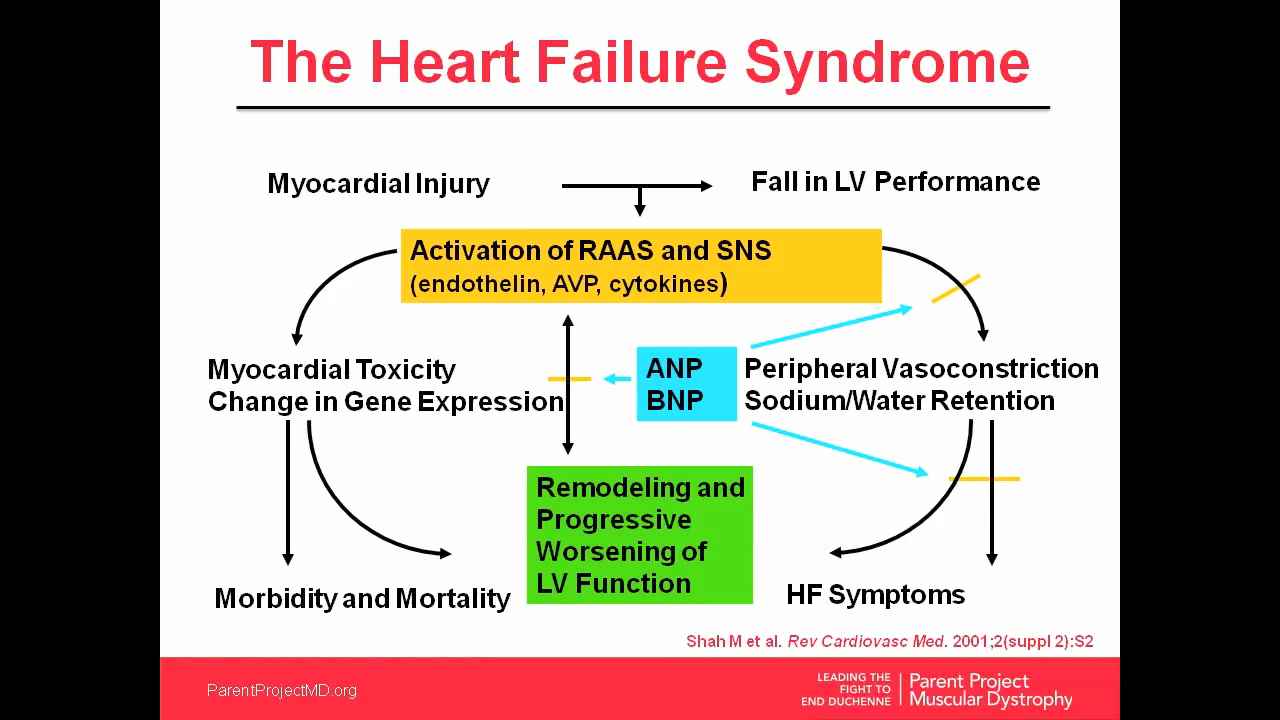 The Heart Failure Syndrome
Myocardial Injury
Fall in LV Performance
Activation of RAAS and SNS
(endothelin, AVP, cytokines)
Myocardial Toxicity
Change in Gene Expression
ANP
BNP
Peripheral Vasoconstriction
Sodium/Water Retention
Remodeling and
Progressive
Worsening of
LV Function
Morbidity and Mortality
HF Symptoms
Shah M et al. Rev Cardiovasc Med. 2001;2(suppl 2):S2
ParentProjectMD.org
LEADING THE
FIGHT TO
END DUCHENNE
Parent Project
Muscular Dystrophy